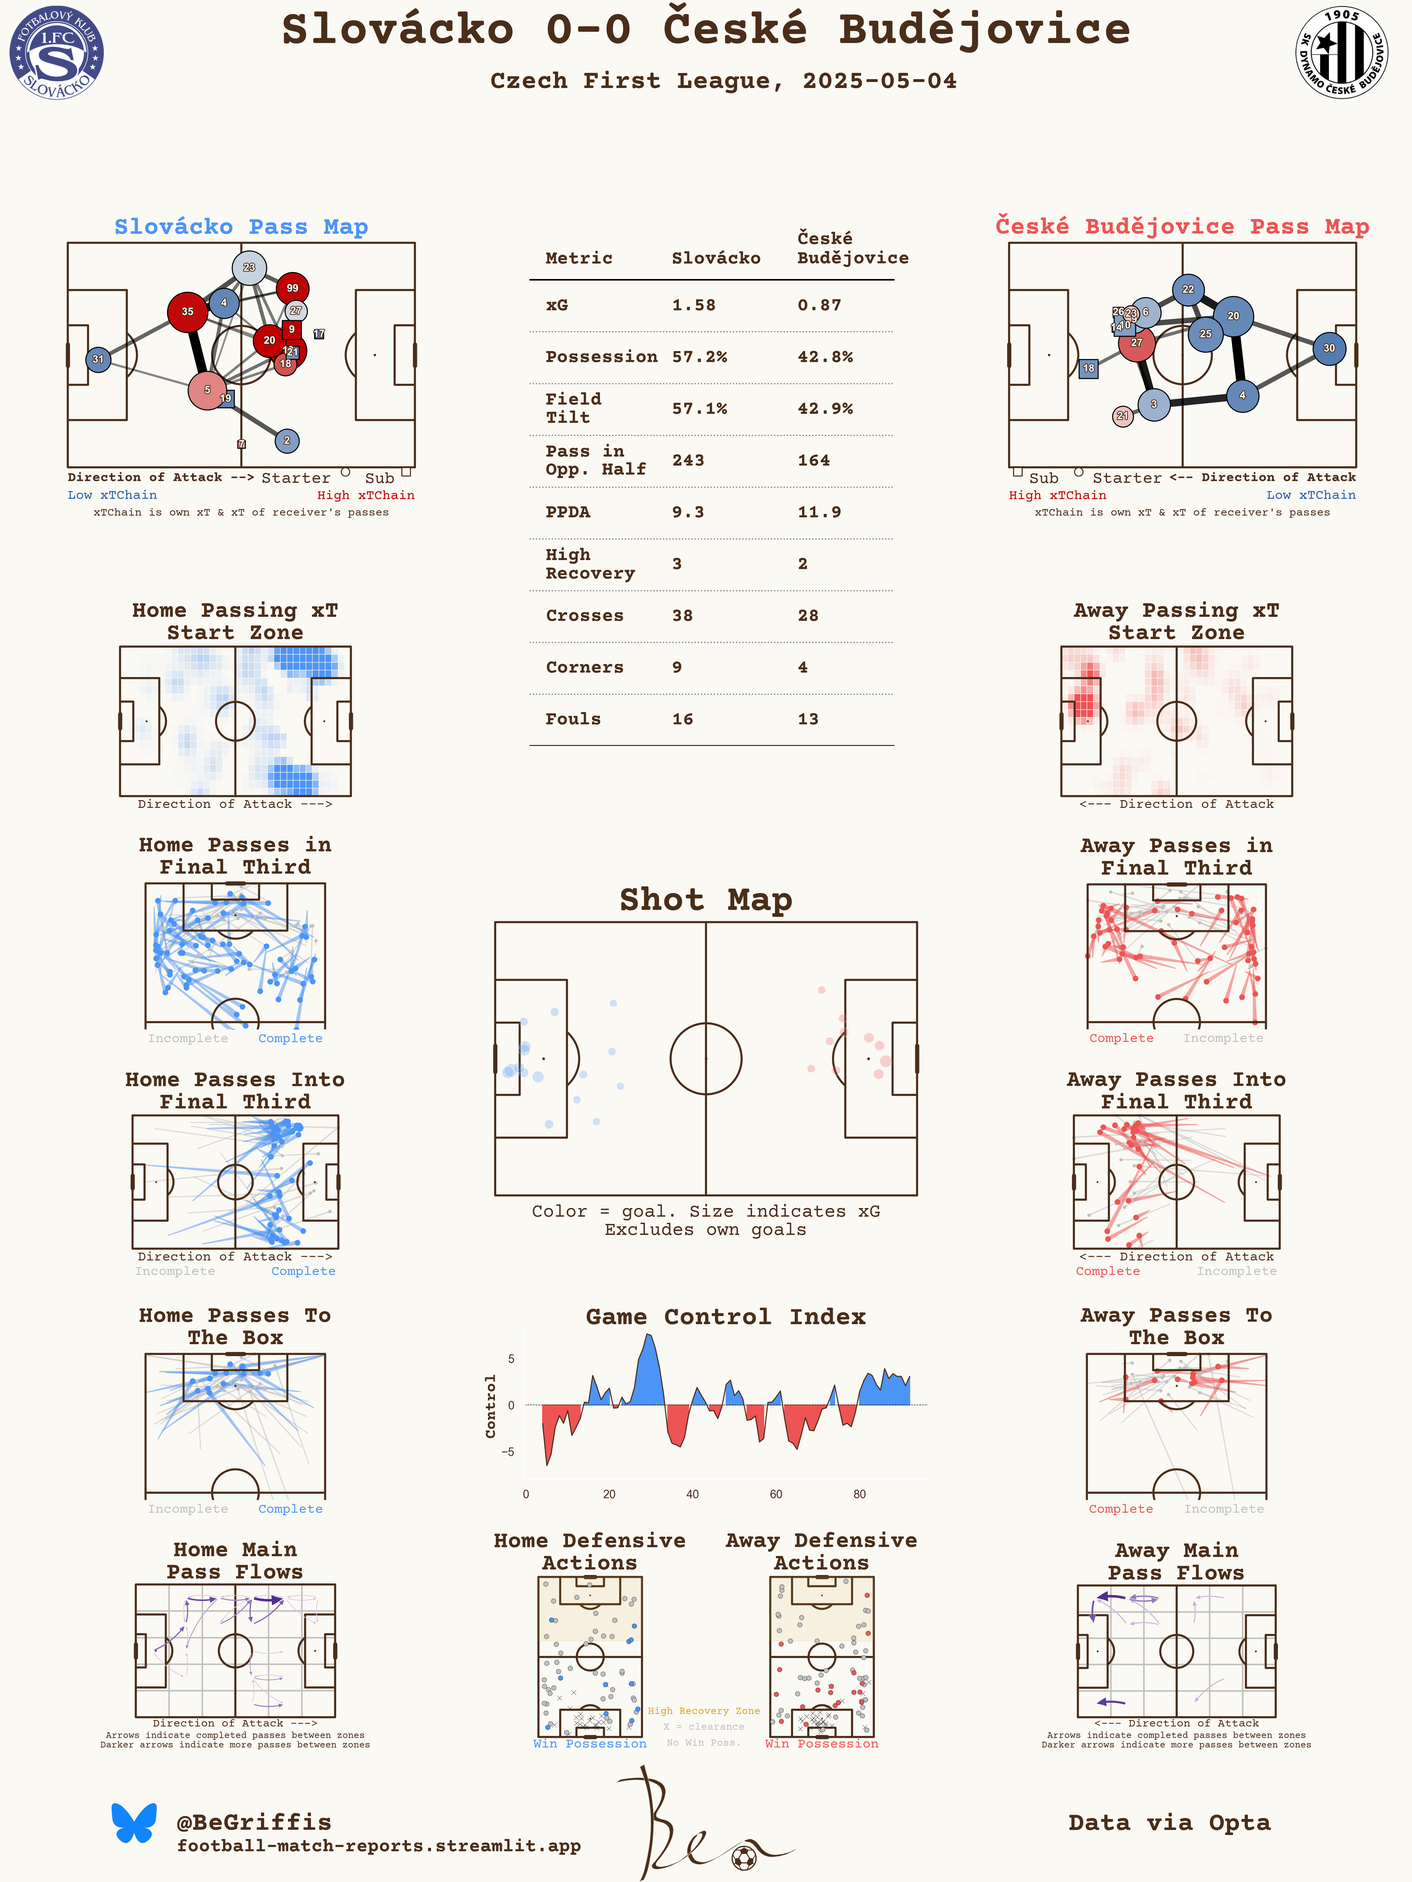 Slovácko 0-0 České Budějovice
Czech First League, 2025-05-04
FOTBALOVÝ KLUB
1.FC
S
SLOVÁCKO
1905
SK DYNAMO ČESKÉ BUDĚJOVICE
Slovácko Pass Map
23
99
4
27
35
9
17
20
21
18
31
5
19
7
2
Direction of Attack --> Starter Sub
Low xTChain High xTChain
xTChain is own xT & xT of receiver's passes
Metric Slovácko České Budějovice
xG 1.58 0.87
Possession 57.2% 42.8%
Field Tilt 57.1% 42.9%
Pass in Opp. Half 243 164
PPDA 9.3 11.9
High Recovery 3 2
Crosses 38 28
Corners 9 4
Fouls 16 13
České Budějovice Pass Map
22
26
23
6
20
14
10
25
27
30
18
4
3
21
Sub Starter <-- Direction of Attack
High xTChain Low xTChain
xTChain is own xT & xT of receiver's passes
Home Passing xT
Start Zone
Direction of Attack --->
Away Passing xT
Start Zone
<--- Direction of Attack
Home Passes in
Final Third
Incomplete Complete
Away Passes in
Final Third
Complete Incomplete
Shot Map
Color = goal. Size indicates xG
Excludes own goals
Home Passes Into
Final Third
Direction of Attack --->
Incomplete Complete
Away Passes Into
Final Third
<--- Direction of Attack
Complete Incomplete
Home Passes To
The Box
Incomplete Complete
Game Control Index
Control
5
0
−5
0 20 40 60 80
Away Passes To
The Box
Complete Incomplete
Home Main
Pass Flows
Direction of Attack --->
Arrows indicate completed passes between zones
Darker arrows indicate more passes between zones
Home Defensive
Actions
Win Possession
High Recovery Zone
X = clearance
No Win Poss.
Away Defensive
Actions
Win Possession
Away Main
Pass Flows
<--- Direction of Attack
Arrows indicate completed passes between zones
Darker arrows indicate more passes between zones
@BeGriffis
football-match-reports.streamlit.app
Ben
Data via Opta